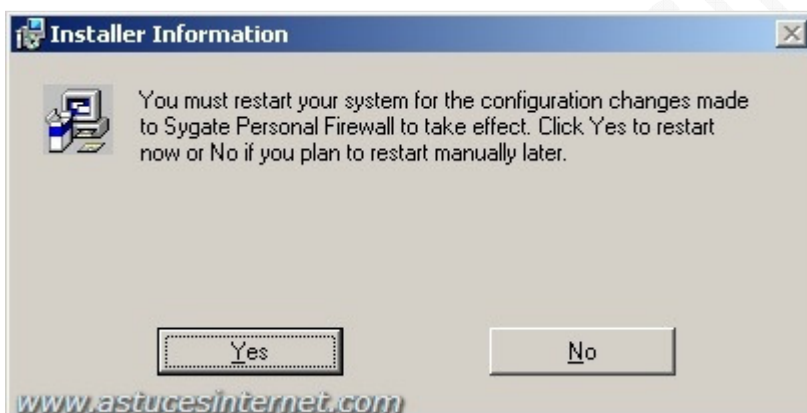 Installer Information
You must restart your system for the configuration changes made
to Sygate Personal Firewall to take effect. Click Yes to restart
now or No if you plan to restart manually later.
Yes
No
www.astucesinternet.com